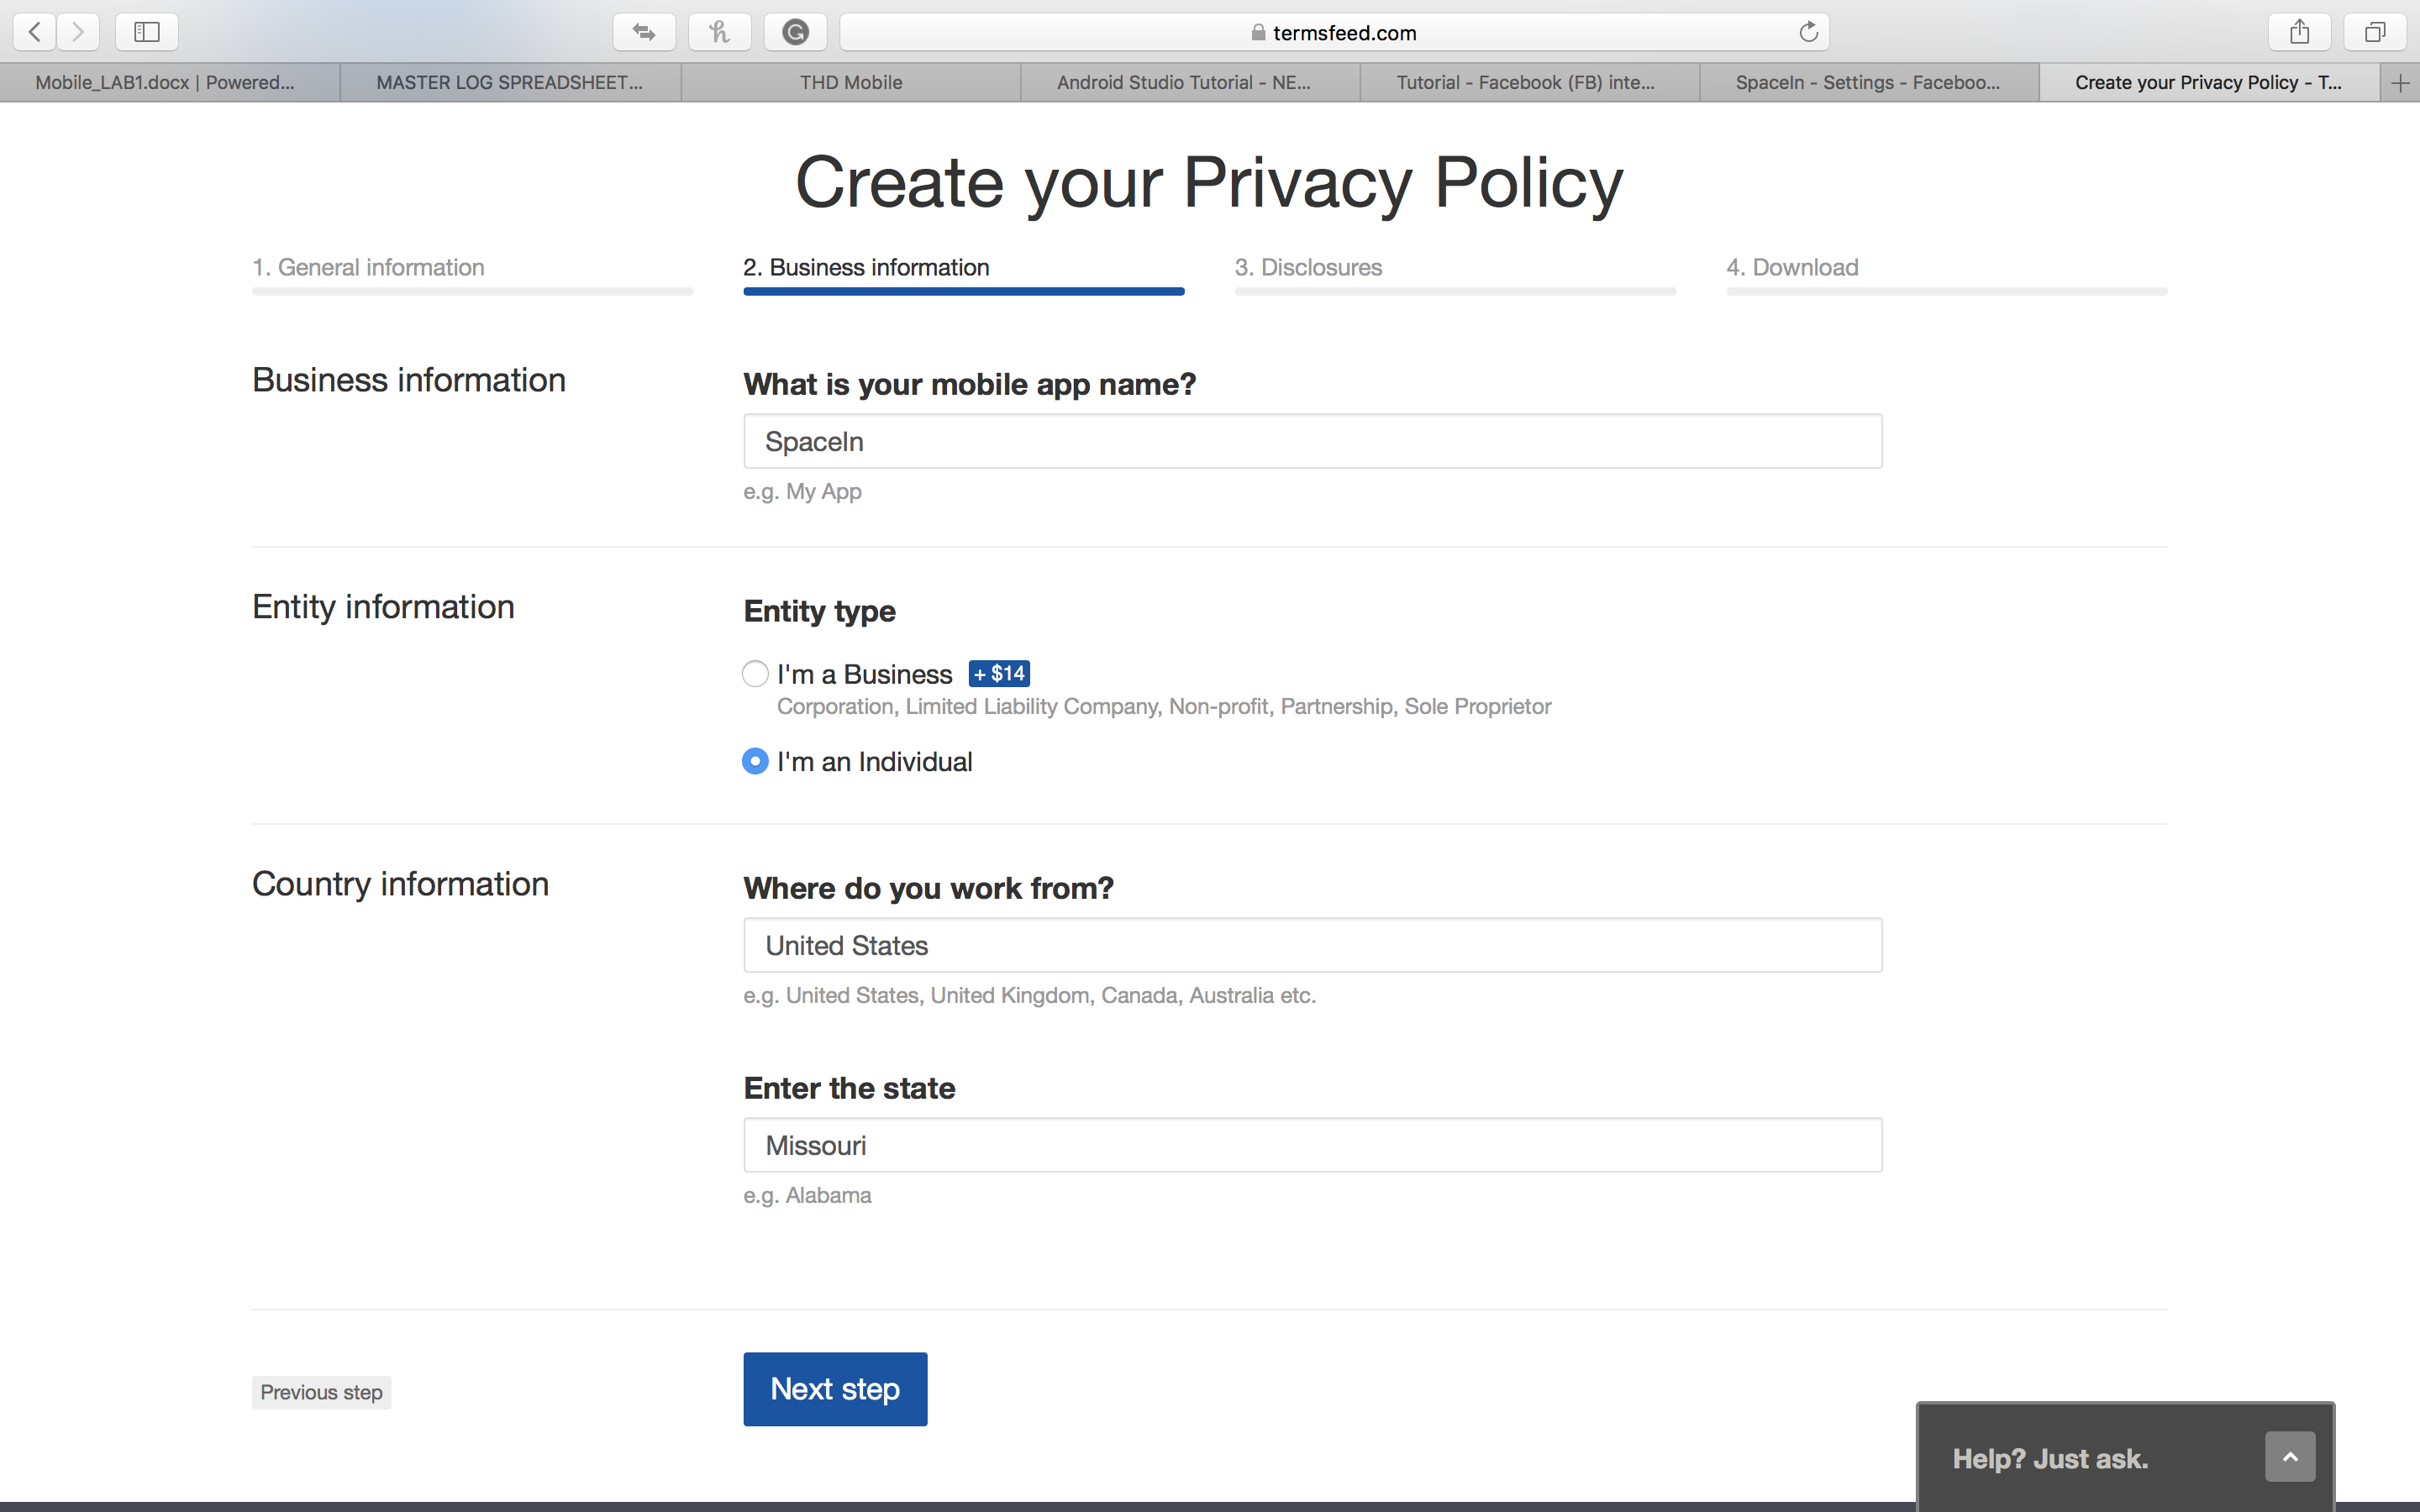 termsfeed.com
Mobile_LAB1.docx | Powered...
MASTER LOG SPREADSHEET...
THD Mobile
Android Studio Tutorial - NE...
Tutorial - Facebook (FB) inte...
SpaceIn - Settings - Faceboo...
Create your Privacy Policy - T...
Create your Privacy Policy
1. General information
2. Business information
3. Disclosures
4. Download
Business information
What is your mobile app name?
SpaceIn
e.g. My App
Entity information
Entity type
I'm a Business + $14
Corporation, Limited Liability Company, Non-profit, Partnership, Sole Proprietor
I'm an Individual
Country information
Where do you work from?
United States
e.g. United States, United Kingdom, Canada, Australia etc.
Enter the state
Missouri
e.g. Alabama
Previous step
Next step
Help? Just ask.